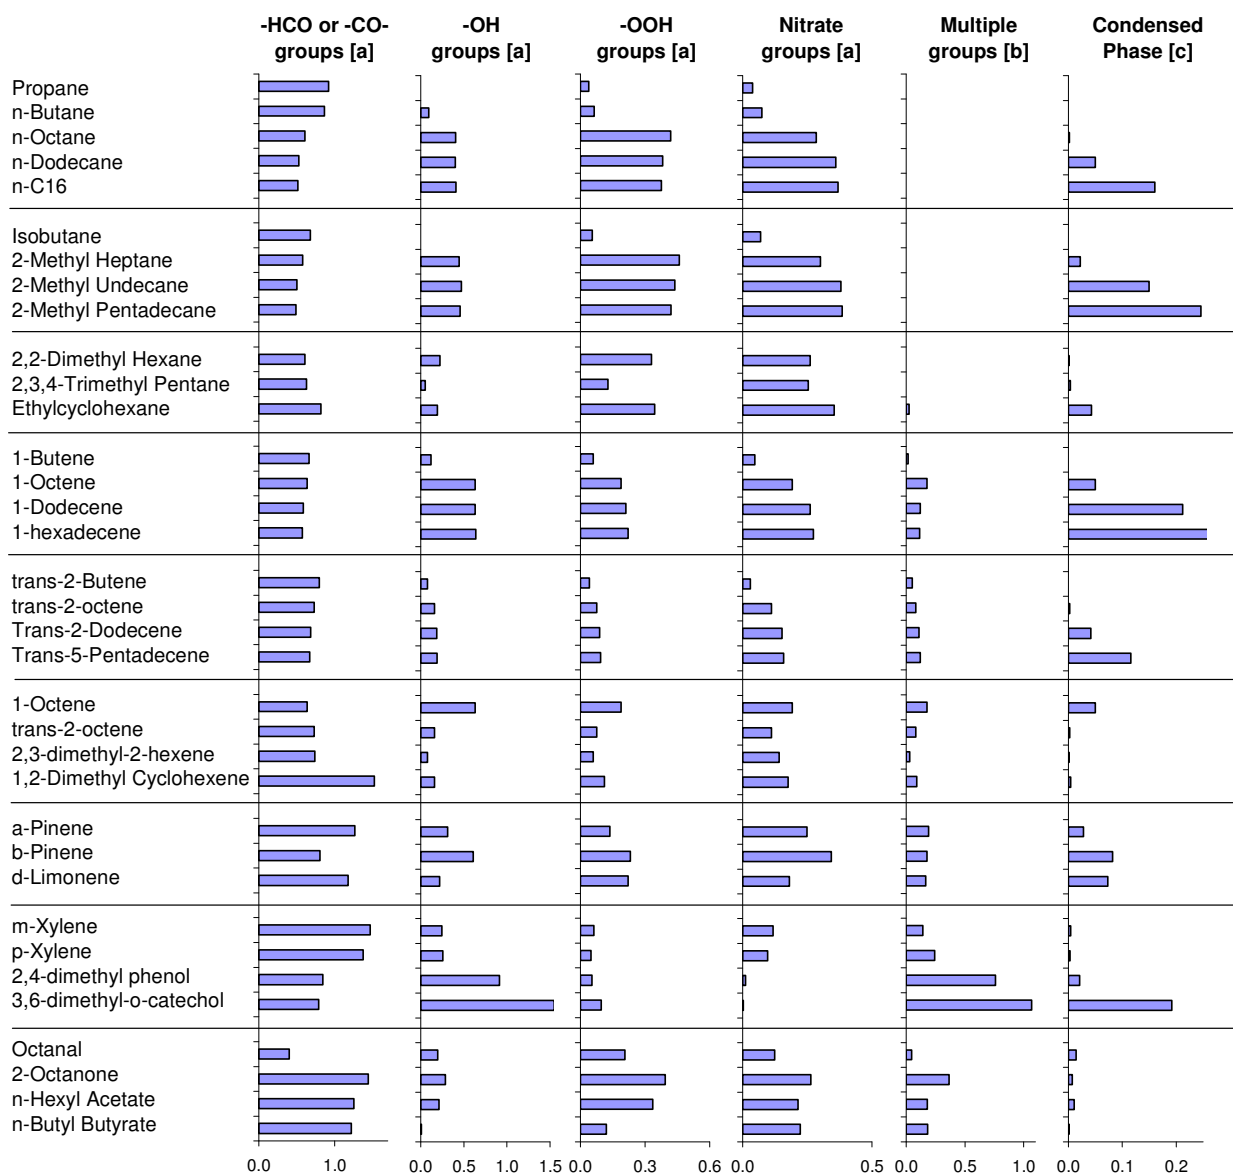 -HCO or -CO- groups [a]
-OH groups [a]
-OOH groups [a]
Nitrate groups [a]
Multiple groups [b]
Condensed Phase [c]
Propane
n-Butane
n-Octane
n-Dodecane
n-C16
Isobutane
2-Methyl Heptane
2-Methyl Undecane
2-Methyl Pentadecane
2,2-Dimethyl Hexane
2,3,4-Trimethyl Pentane
Ethylcyclohexane
1-Butene
1-Octene
1-Dodecene
1-hexadecene
trans-2-Butene
trans-2-octene
Trans-2-Dodecene
Trans-5-Pentadecene
1-Octene
trans-2-octene
2,3-dimethyl-2-hexene
1,2-Dimethyl Cyclohexene
a-Pinene
b-Pinene
d-Limonene
m-Xylene
p-Xylene
2,4-dimethyl phenol
3,6-dimethyl-o-catechol
Octanal
2-Octanone
n-Hexyl Acetate
n-Butyl Butyrate
0.0 1.0 0.0 0.5 1.0 1.5 0.0 0.3 0.6 0.0 0.5 0.0 0.5 1.0 0.0 0.1 0.2